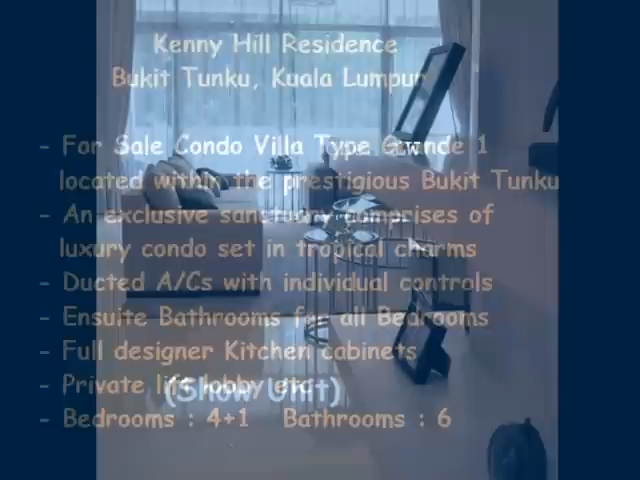 Kenny Hill Residence
Bukit Tunku, Kuala Lumpur
- For Sale Condo Villa Type 1
located within the prestigious Bukit Tunku
- An exclusive sanctuary comprises of
luxury condo set in tropical charms
- Ducted A/Cs with individual controls
- Ensuite Bathrooms for all Bedrooms
- Full designer Kitchen cabinets
- Private lift lobby etc
(Show Unit)
- Bedrooms : 4+1 Bathrooms : 6